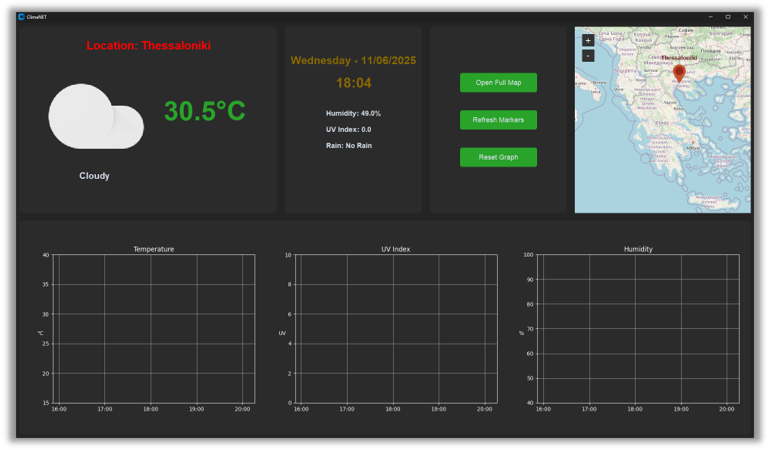 ClimaNET
Location: Thessaloniki
30.5°C
Cloudy
Wednesday - 11/06/2025
18:04
Humidity: 49.0%
UV Index: 0.0
Rain: No Rain
Open Full Map
Refresh Markers
Reset Graph
+
-
Thessaloniki
Temperature
40
35
30
25
20
15
16:00 17:00 18:00 19:00 20:00
UV Index
10
8
6
4
2
0
UV
16:00 17:00 18:00 19:00 20:00
Humidity
100
90
80
70
60
50
40
%
16:00 17:00 18:00 19:00 20:00